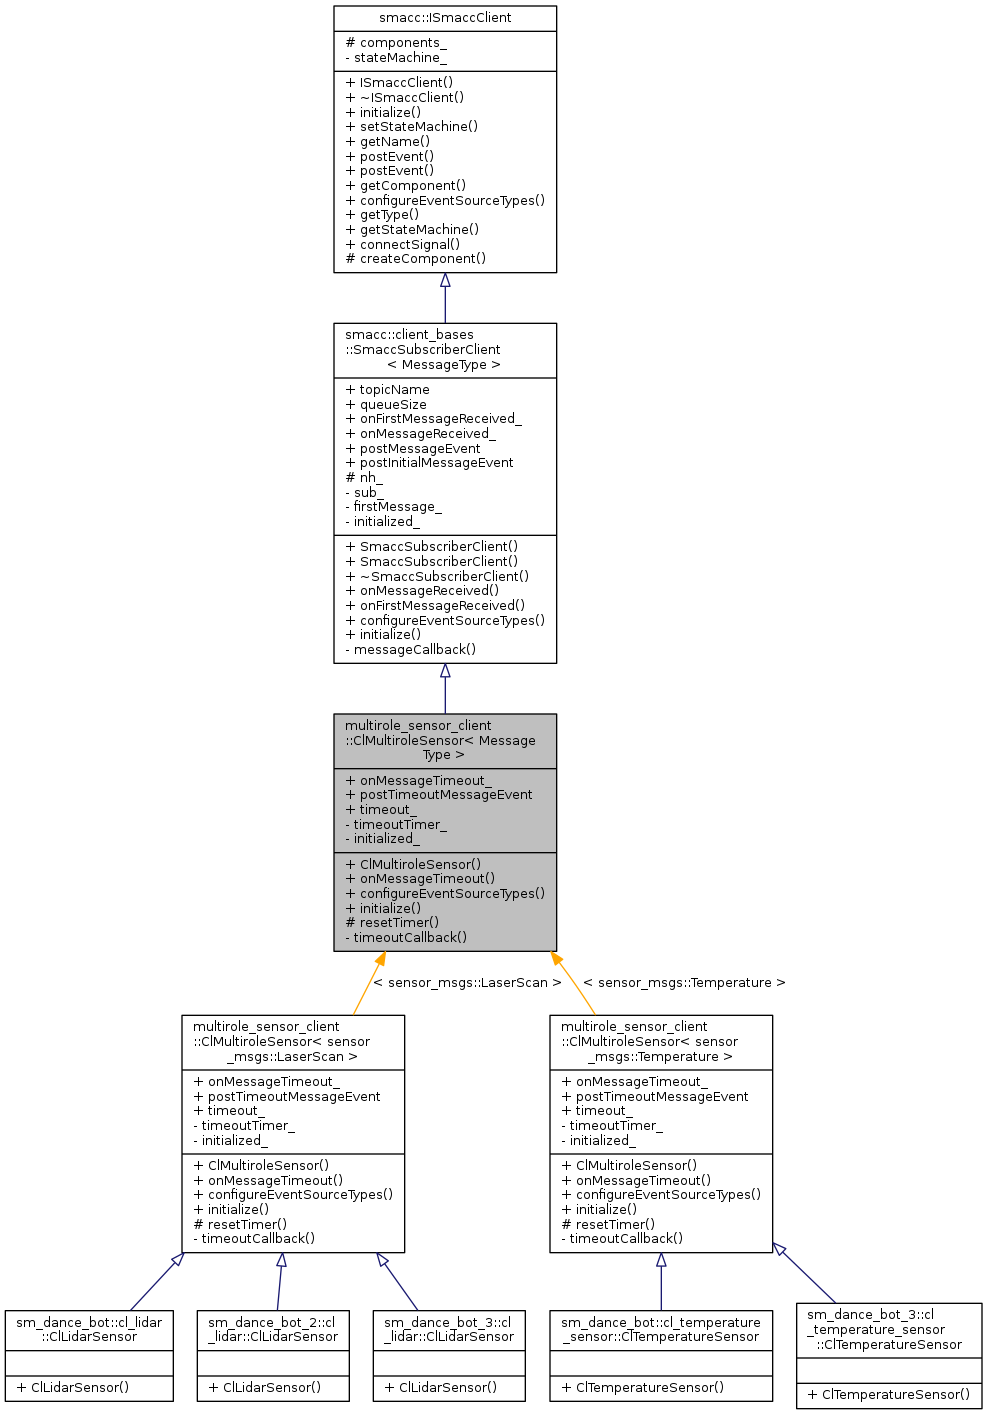 smacc::ISmaccClient
# components_
- stateMachine_
+ ISmaccClient()
+ ~ISmaccClient()
+ initialize()
+ setStateMachine()
+ getName()
+ postEvent()
+ postEvent()
+ getComponent()
+ configureEventSourceTypes()
+ getType()
+ getStateMachine()
+ connectSignal()
# createComponent()
smacc::client_bases
::SmaccSubscriberClient
< MessageType >
+ topicName
+ queueSize
+ onFirstMessageReceived_
+ onMessageReceived_
+ postMessageEvent
+ postInitialMessageEvent
# nh_
- sub_
- firstMessage_
- initialized_
+ SmaccSubscriberClient()
+ SmaccSubscriberClient()
+ ~SmaccSubscriberClient()
+ onMessageReceived()
+ onFirstMessageReceived()
+ configureEventSourceTypes()
+ initialize()
- messageCallback()
multirole_sensor_client
::ClMultiroleSensor< Message
Type >
+ onMessageTimeout_
+ postTimeoutMessageEvent
+ timeout_
- timeoutTimer_
- initialized_
+ ClMultiroleSensor()
+ onMessageTimeout()
+ configureEventSourceTypes()
+ initialize()
# resetTimer()
- timeoutCallback()
< sensor_msgs::LaserScan >
< sensor_msgs::Temperature >
multirole_sensor_client
::ClMultiroleSensor< sensor
_msgs::LaserScan >
+ onMessageTimeout_
+ postTimeoutMessageEvent
+ timeout_
- timeoutTimer_
- initialized_
+ ClMultiroleSensor()
+ onMessageTimeout()
+ configureEventSourceTypes()
+ initialize()
# resetTimer()
- timeoutCallback()
multirole_sensor_client
::ClMultiroleSensor< sensor
_msgs::Temperature >
+ onMessageTimeout_
+ postTimeoutMessageEvent
+ timeout_
- timeoutTimer_
- initialized_
+ ClMultiroleSensor()
+ onMessageTimeout()
+ configureEventSourceTypes()
+ initialize()
# resetTimer()
- timeoutCallback()
sm_dance_bot::cl_lidar
::ClLidarSensor
+ ClLidarSensor()
sm_dance_bot_2::cl
_lidar::ClLidarSensor
+ ClLidarSensor()
sm_dance_bot_3::cl
_lidar::ClLidarSensor
+ ClLidarSensor()
sm_dance_bot::cl_temperature
_sensor::ClTemperatureSensor
+ ClTemperatureSensor()
sm_dance_bot_3::cl
_temperature_sensor
::ClTemperatureSensor
+ ClTemperatureSensor()